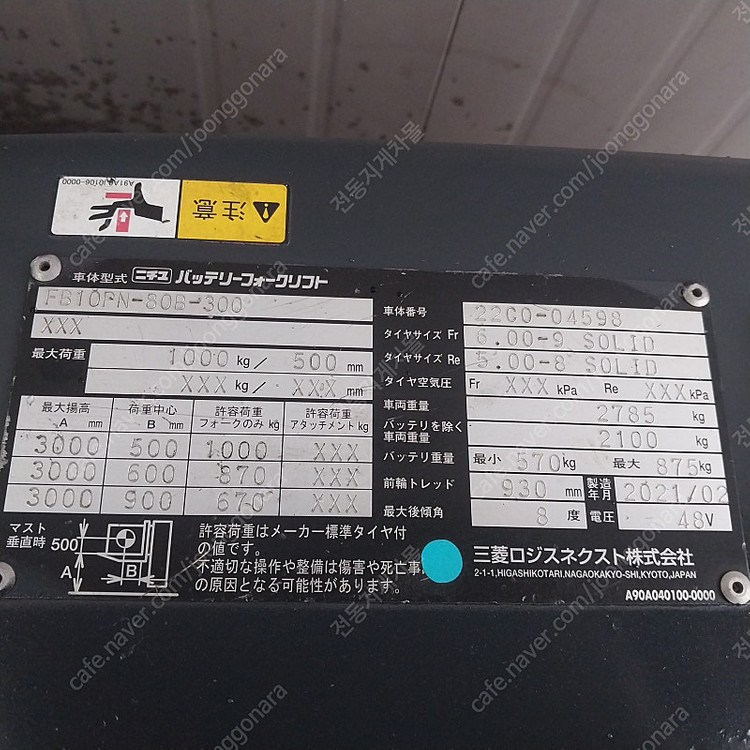 A91A0-J0106-0000
注意
車体型式 ニチユ バッテリーフォークリフト
FB10PN-80B-300
XXX
最大荷重 1000 kg/ 500 mm
XXX kg/ XXX mm
最大揚高 A mm 荷重中心 B mm 許容荷重 フォークのみ kg 許容荷重 アタッチメント kg
3000 500 1000 XXX
3000 600 870 XXX
3000 900 670 XXX
マスト垂直時 500 A B
許容荷重はメーカー標準タイヤ付
の値です。
不適切な操作や整備は傷害や死亡事
の原因となる可能性があります。
車体番号 22C0-04598
タイヤサイズ Fr 6.00-9 SOLID
タイヤサイズ Re 5.00-8 SOLID
タイヤ空気圧 Fr XXX kPa Re XXX kPa
車両重量 2785 kg
バッテリを除く車両重量 2100 kg
バッテリ重量 最小 570 kg 最大 875 kg
前輪トレッド 930 mm 製造年月 2021/02
最大後傾角 8 度 電圧 48 V
三菱ロジスネクスト株式会社
2-1-1,HIGASHIKOTARI,NAGAOKAKYO-SHI,KYOTO,JAPAN
A90A040100-0000
전동지게차몰
cafe.naver.com/joonggonara